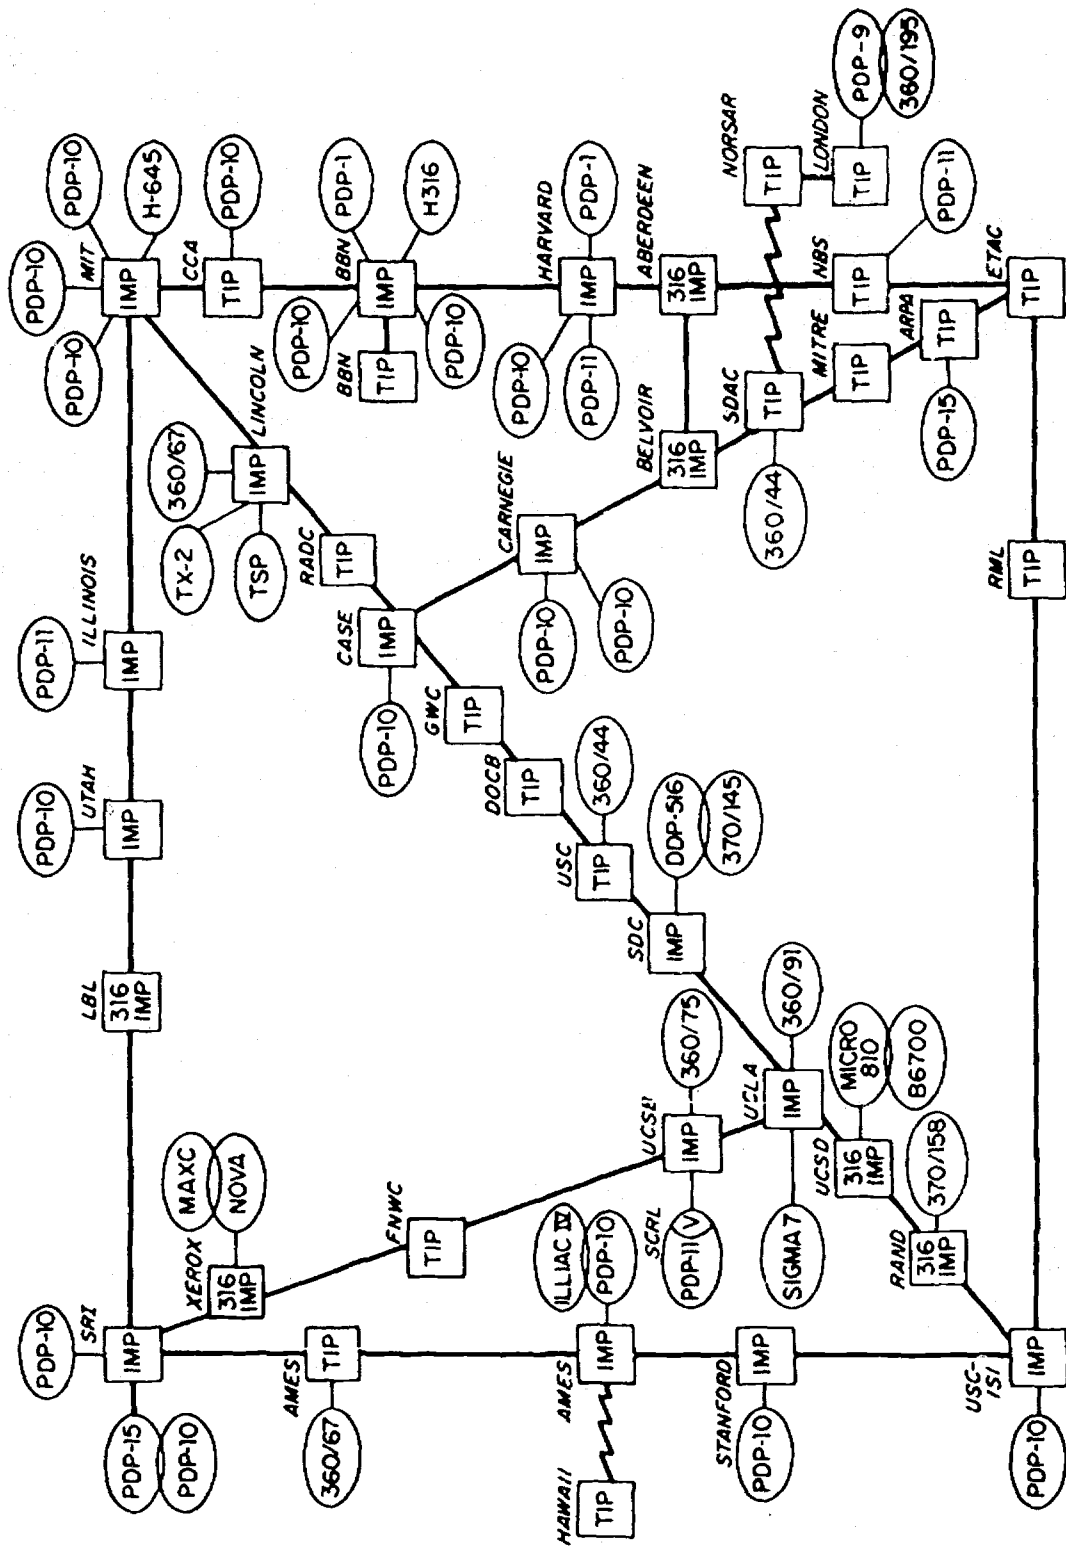 PDP-10
PDP-10
PDP-11
PDP-10
PDP-10
PDP-10
SRI
LBL
UTAH
ILLINOIS
MIT
PDP-15
PDP-10
IMP
316
IMP
IMP
IMP
IMP
H-645
XEROX
316
IMP
MAXC
NOVA
TX-2
360/67
TSP
LINCOLN
IMP
CCA
TIP
PDP-10
AMES
360/67
TIP
RADC
TIP
BBN
TIP
BBN
IMP
PDP-10
PDP-1
PDP-10
H316
FNWC
TIP
CASE
IMP
PDP-10
GWC
TIP
DOCB
TIP
CARNEGIE
IMP
PDP-10
PDP-10
HAWAII
TIP
AMES
IMP
ILLIAC IV
PDP-10
USC
TIP
360/44
HARVARD
IMP
PDP-10
PDP-1
PDP-11
SCRL
PDP-11
V
UCSB
IMP
360/75
SDC
IMP
DDP-516
370/145
BELVOIR
316
IMP
ABERDEEN
316
IMP
STANFORD
IMP
PDP-10
UCLA
IMP
SIGMA 7
360/91
SDAC
TIP
360/44
NORSAR
TIP
LONDON
TIP
PDP-9
360/195
UCSD
316
IMP
MICRO
810
B6700
MITRE
TIP
NBS
TIP
PDP-11
RAND
316
IMP
370/158
ARPA
TIP
PDP-15
USC-
ISI
IMP
PDP-10
RML
TIP
ETAC
TIP